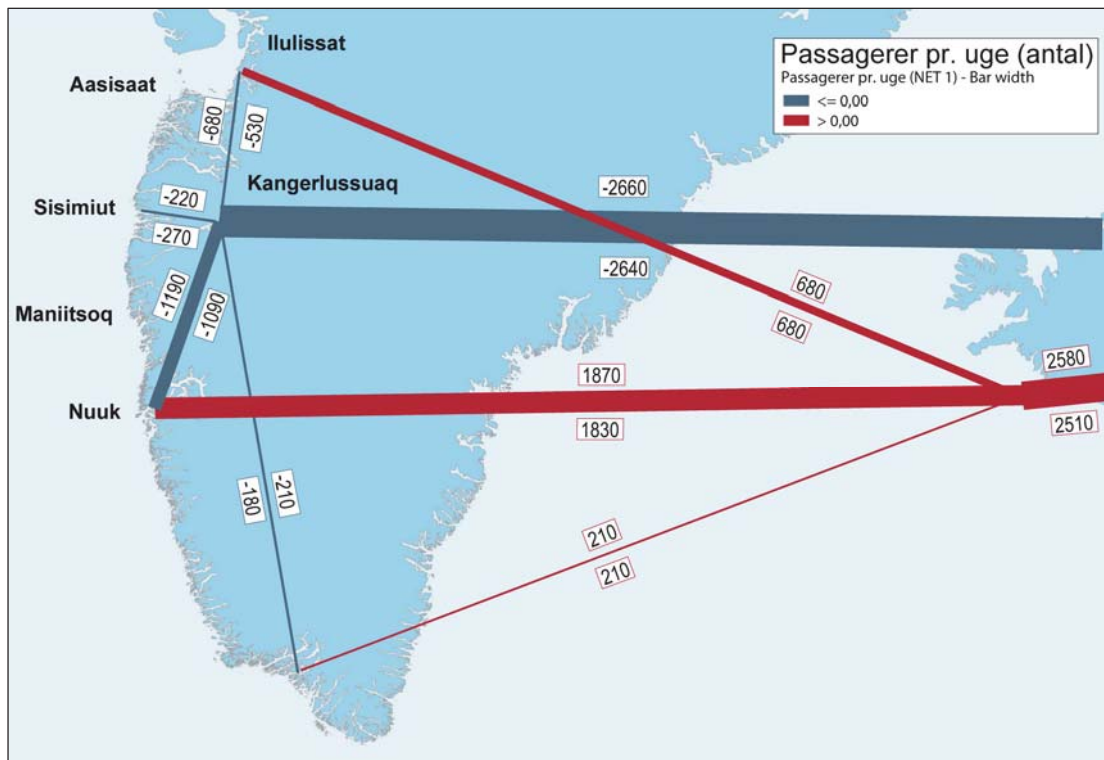 Ilulissat
Passagerer pr. uge (antal)
Passagerer pr. uge (NET 1) - Bar width
<= 0,00
> 0,00
Aasisaat
-680
-530
Kangerlussuaq
-2660
Sisimiut
-220
-270
-2640
-1190
-1090
680
680
Maniitsoq
2580
1870
Nuuk
1830
2510
-180
-210
210
210